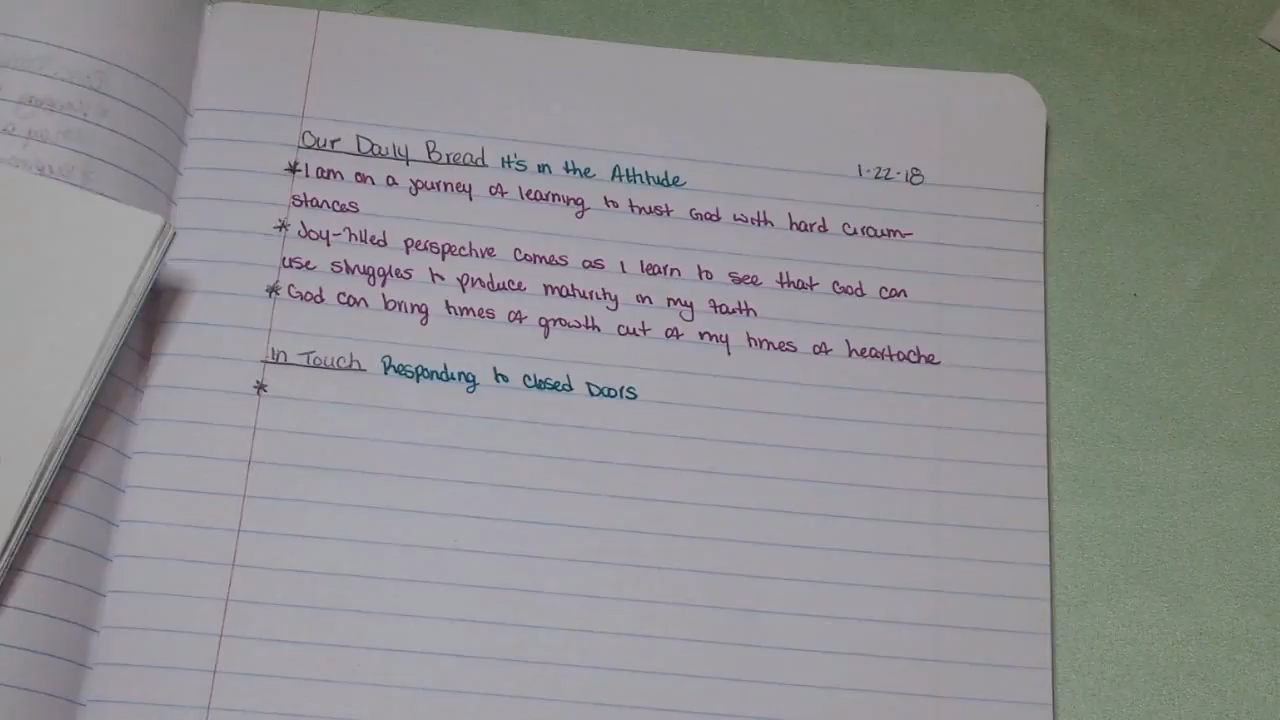 Our Daily Bread It's in the Attitude 1-22-18
* I am on a journey of learning to trust God with hard circum-
stances
* Joy-filled perspective comes as I learn to see that God can
use struggles to produce maturity in my faith
* God can bring times of growth out of my times of heartache
In Touch Responding to Closed Doors
*